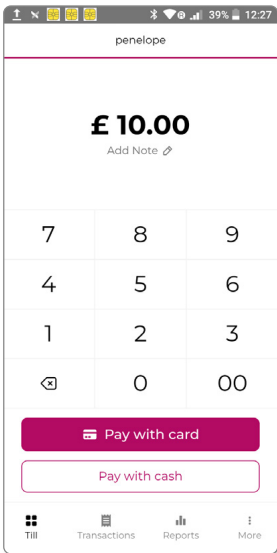 39% 12:27
penelope
£ 10.00
Add Note
7 8 9
4 5 6
1 2 3
0 00
Pay with card
Pay with cash
Till Transactions Reports More